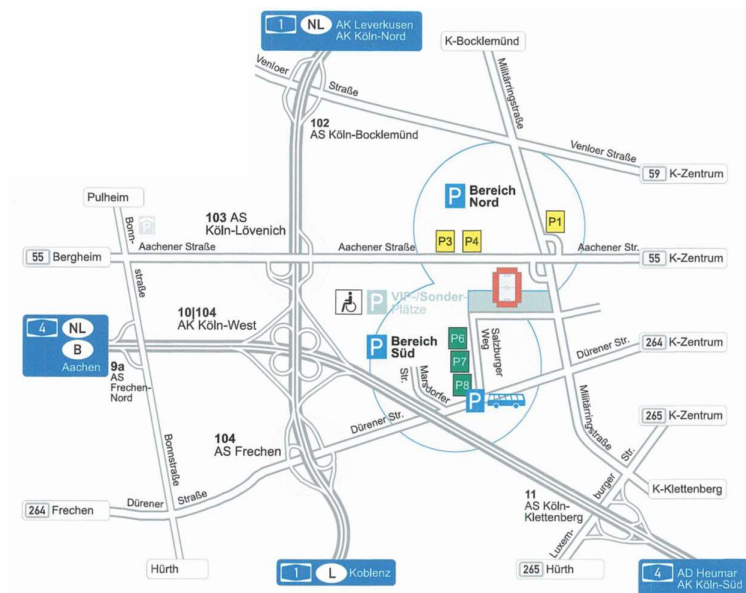 1 NL AK Leverkusen
AK Köln-Nord
K-Bocklemünd
Venloer
Straße
Militärringstraße
102
AS Köln-Bocklemünd
Venloer Straße
59 K-Zentrum
Pulheim
P Bereich
Nord
103 AS
Köln-Lövenich
P
P1
P3 P4
Bonn-
straße
Aachener Straße
Aachener Straße
Aachener Str.
55 Bergheim
55 K-Zentrum
10|104
AK Köln-West
P VIP-/Sonder-
Plätze
4 NL
B
Aachen
P Bereich
Süd
P6
P7
P8
Salzburger
Weg
Dürener Str.
264 K-Zentrum
9a
AS
Frechen-
Nord
Marsdorfer
Str.
P
Dürener Str.
Militärringstraße
265 K-Zentrum
104
AS Frechen
Bonnstraße
Luxem-
burger
Str.
264 Frechen
Dürener
Straße
11
AS Köln-
Klettenberg
K-Klettenberg
Hürth
1 L Koblenz
265 Hürth
4 AD Heumar
AK Köln-Süd